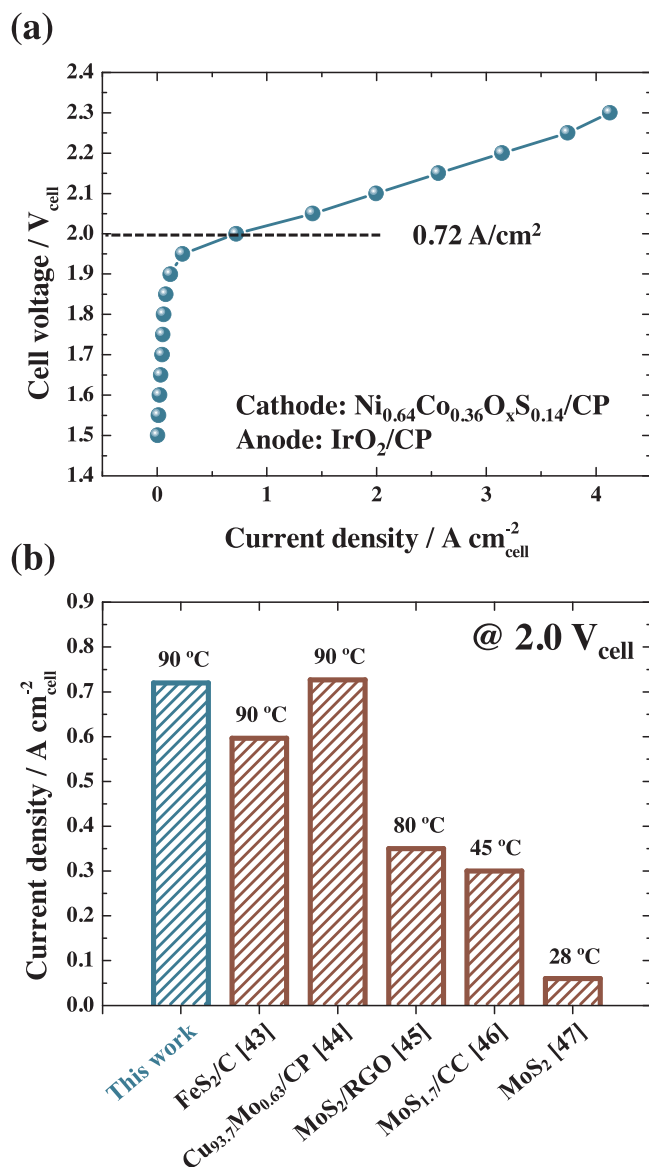 (a)
2.4
2.3
2.2
2.1
2.0
1.9
1.8
1.7
1.6
1.5
1.4
Cell voltage / V_cell
0.72 A/cm²
Cathode: Ni₀.₆₄Co₀.₃₆OₓS₀.₁₄/CP
Anode: IrO₂/CP
0 1 2 3 4
Current density / A cm⁻²_cell
(b)
0.9
0.8
0.7
0.6
0.5
0.4
0.3
0.2
0.1
0.0
Current density / A cm⁻²_cell
@ 2.0 V_cell
90 ºC
90 ºC
90 ºC
80 ºC
45 ºC
28 ºC
This work
FeS₂/C [43]
Cu₉₃.₇Mo₀.₆₃/CP [44]
MoS₂/RGO [45]
MoS₁.₇/CC [46]
MoS₂ [47]